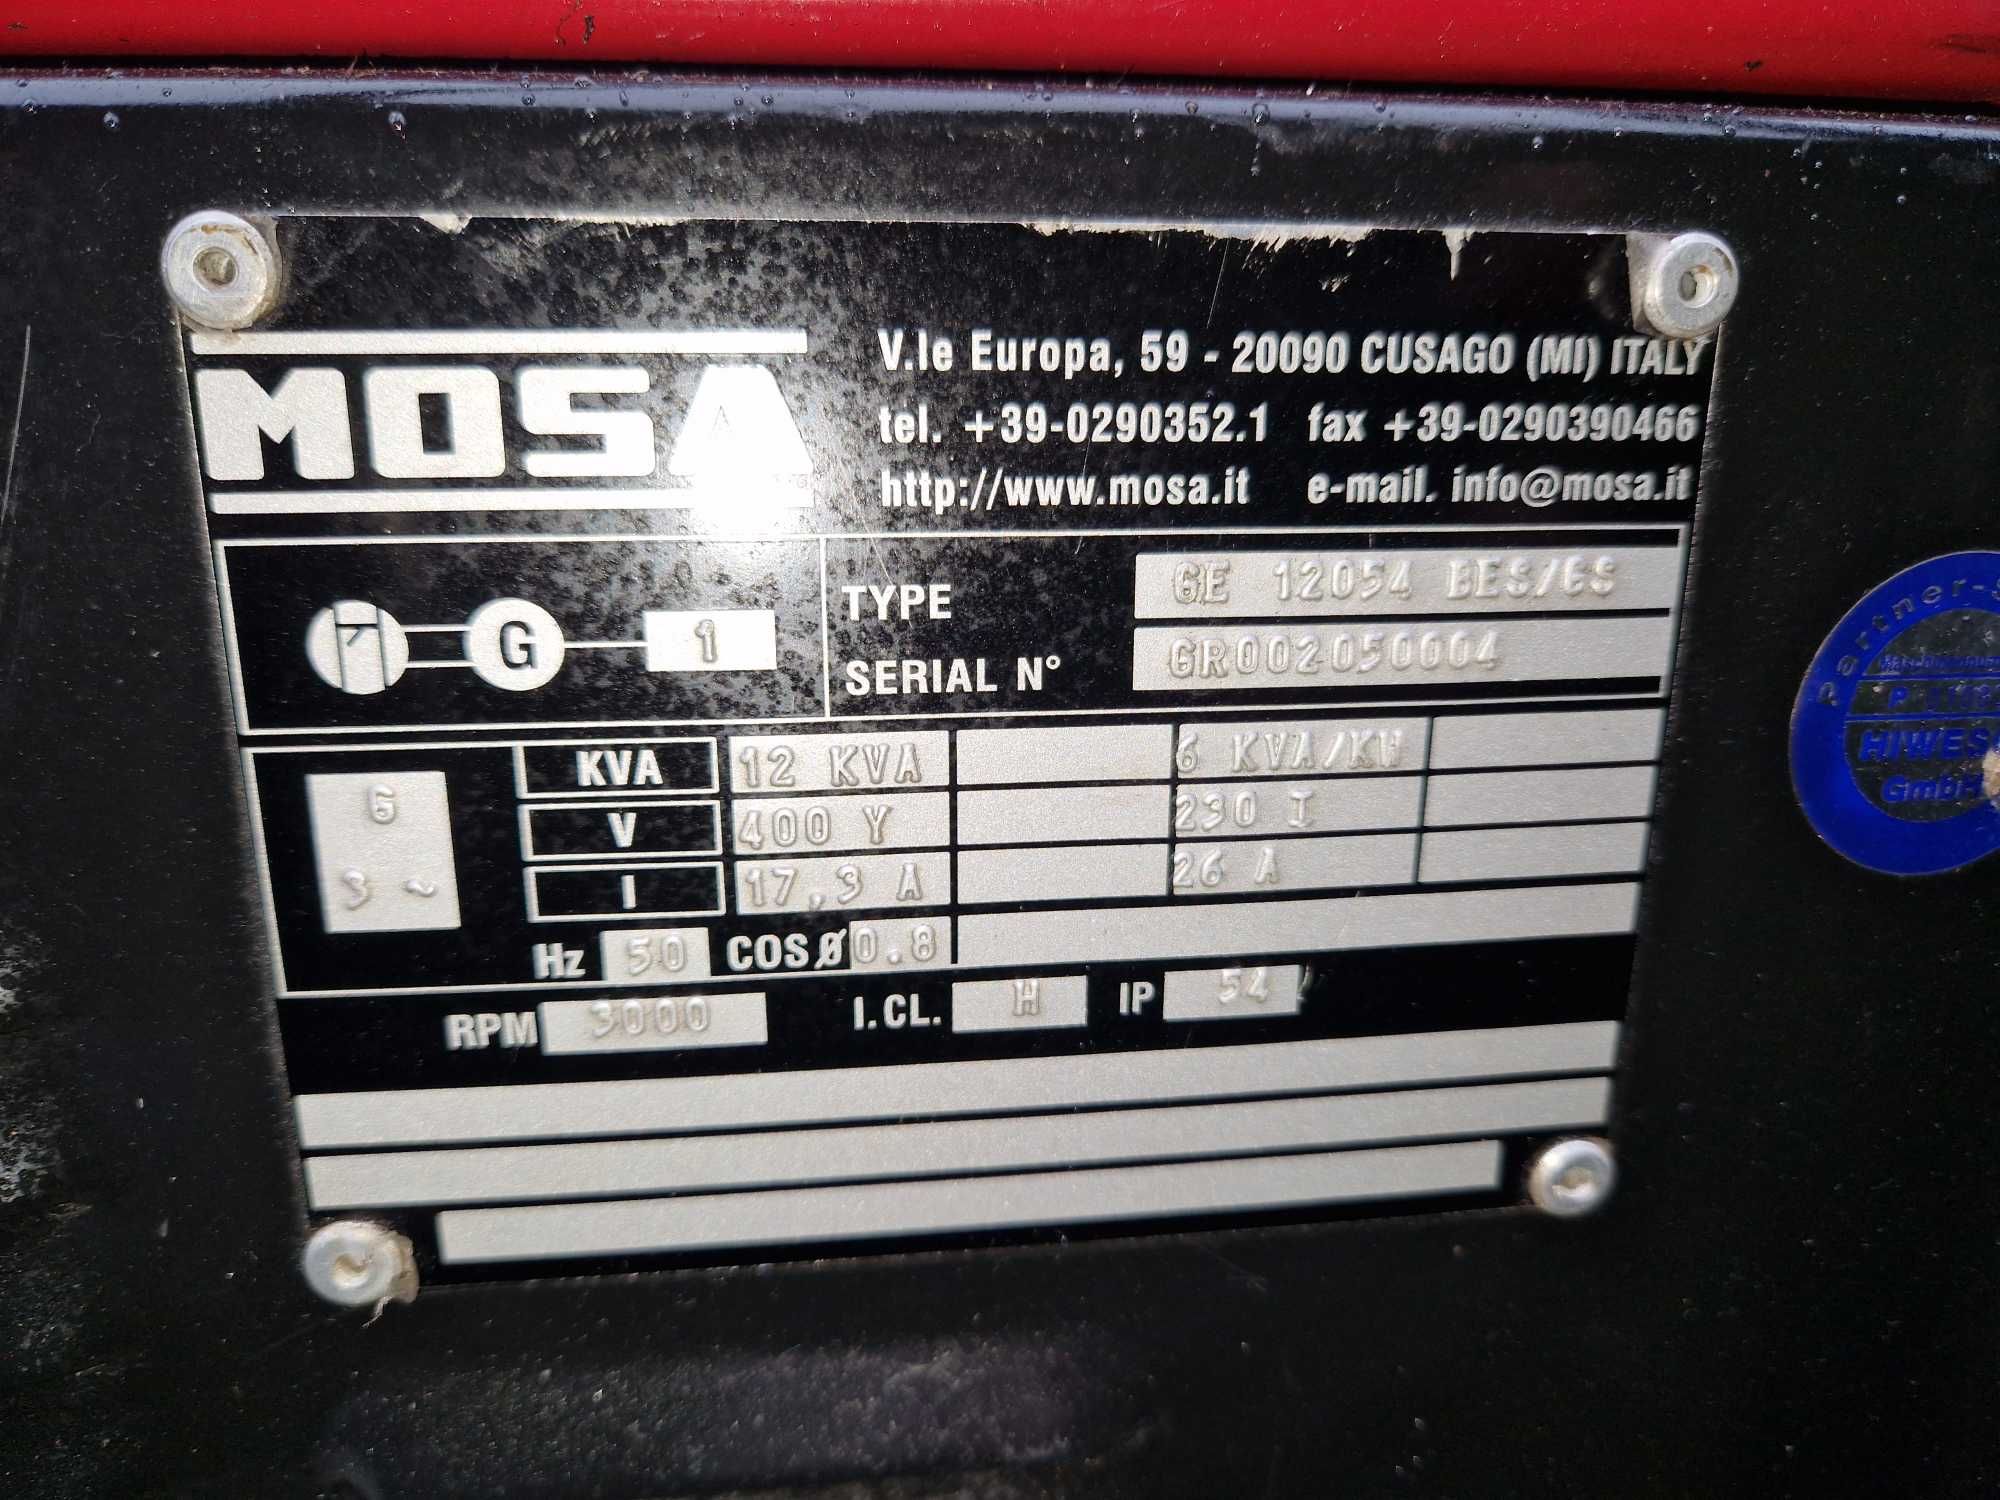 MOSA
V.le Europa, 59 - 20090 CUSAGO (MI) ITALY
tel. +39-0290352.1 fax +39-0290390466
http://www.mosa.it e-mail. info@mosa.it
G 1
TYPE GE 12054 BES/GS
SERIAL N° GR002050004
G
3 ~
KVA 12 KVA 6 KVA/KW
V 400 Y 230 I
I 17,3 A 26 A
Hz 50 COSØ 0.8
RPM 3000 I.CL. H IP 54
HIWES
GmbH